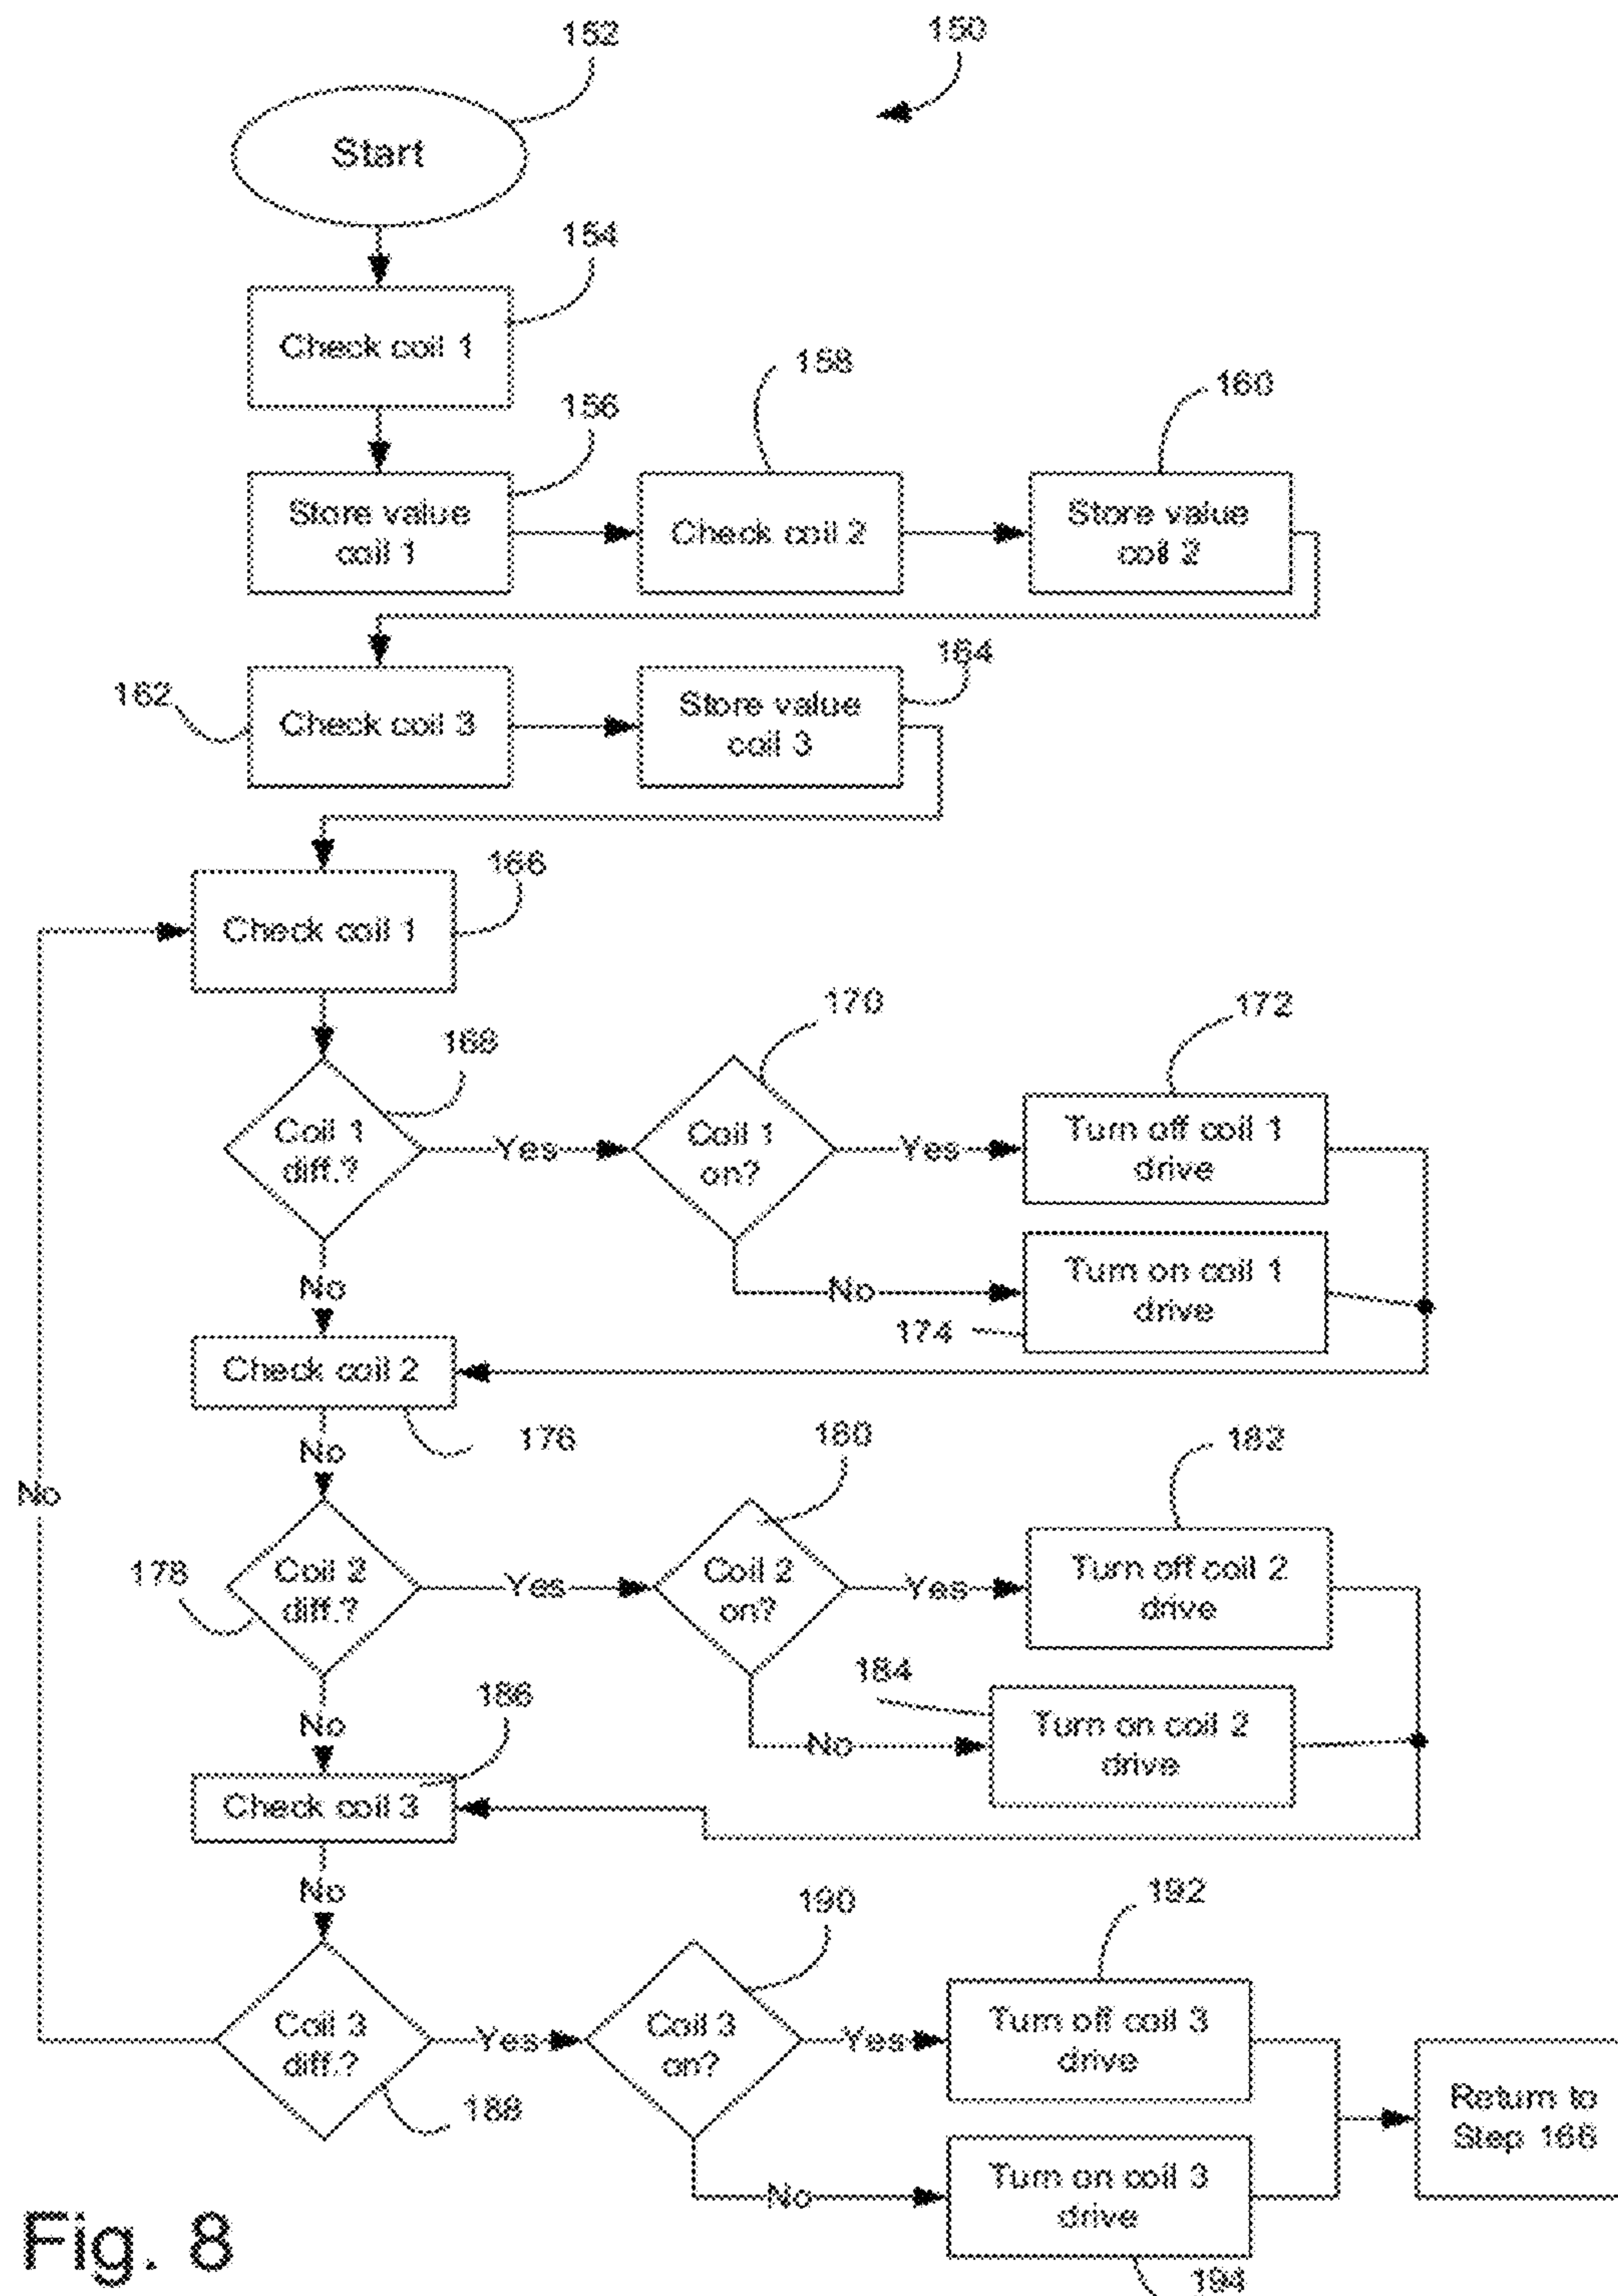 152
150
Start
154
Check coil 1
156
158
160
Store value
coil 1
Check coil 2
Store value
coil 2
162
Check coil 3
164
Store value
coil 3
166
Check coil 1
168
170
172
Coil 1
diff.?
Yes
Coil 1
on?
Yes
Turn off coil 1
drive
No
No
Turn on coil 1
drive
174
Check coil 2
176
No
180
182
No
178
Coil 2
diff.?
Yes
Coil 2
on?
Yes
Turn off coil 2
drive
184
186
No
No
Turn on coil 2
drive
Check coil 3
No
190
192
Coil 3
diff.?
Yes
Coil 3
on?
Yes
Turn off coil 3
drive
188
Return to
Step 166
No
Turn on coil 3
drive
194
Fig. 8